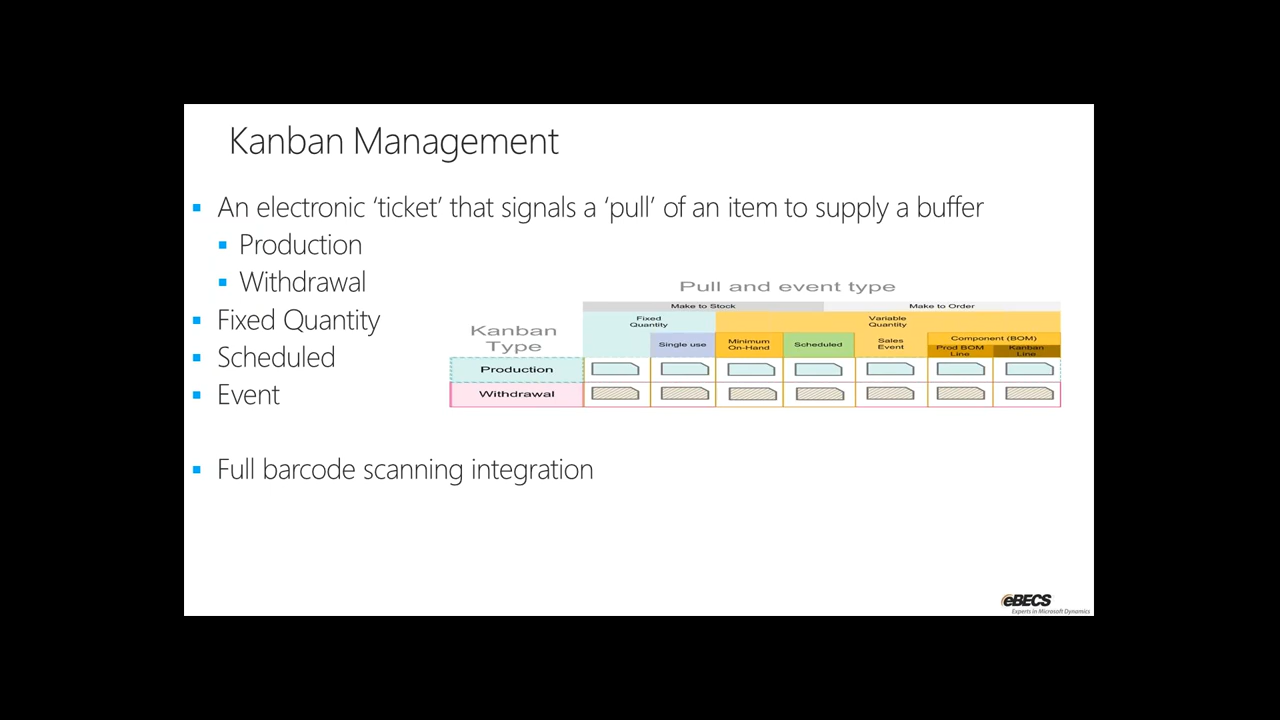 Kanban Management
An electronic ‘ticket’ that signals a ‘pull’ of an item to supply a buffer
Production
Withdrawal
Fixed Quantity
Scheduled
Event
Full barcode scanning integration
Pull and event type
Make to Stock
Make to Order
Kanban
Type
Fixed
Quantity
Variable
Quantity
Single use
Minimum
On-Hand
Scheduled
Sales
Event
Component (BOM)
Prod BOM
Line
Kanban
Line
Production
Withdrawal
eBECS
Experts in Microsoft Dynamics